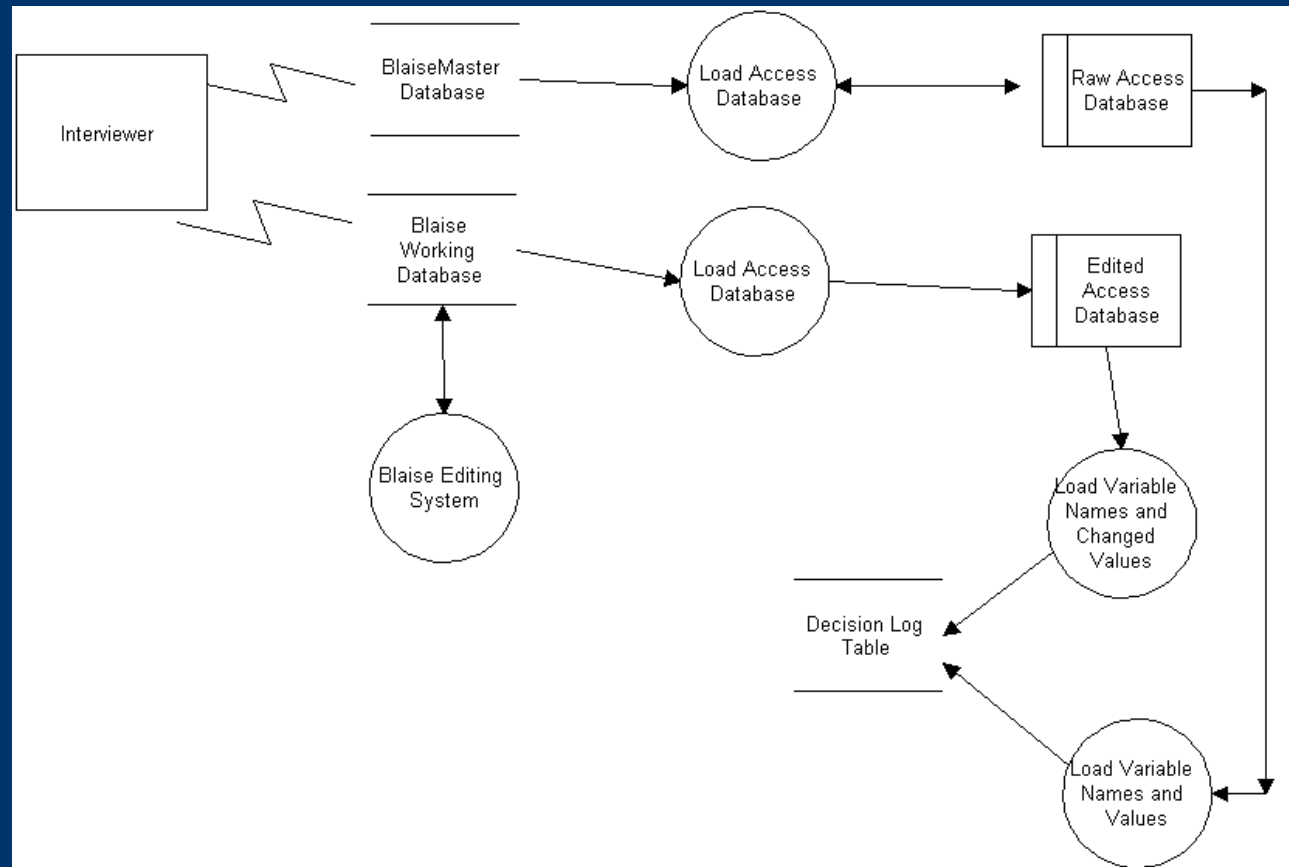 BlaiseMaster
Database
Load Access
Database
Raw Access
Database
Interviewer
Blaise
Working
Database
Load Access
Database
Edited
Access
Database
Blaise Editing
System
Load Variable
Names and
Changed
Values
Decision Log
Table
Load Variable
Names and
Values